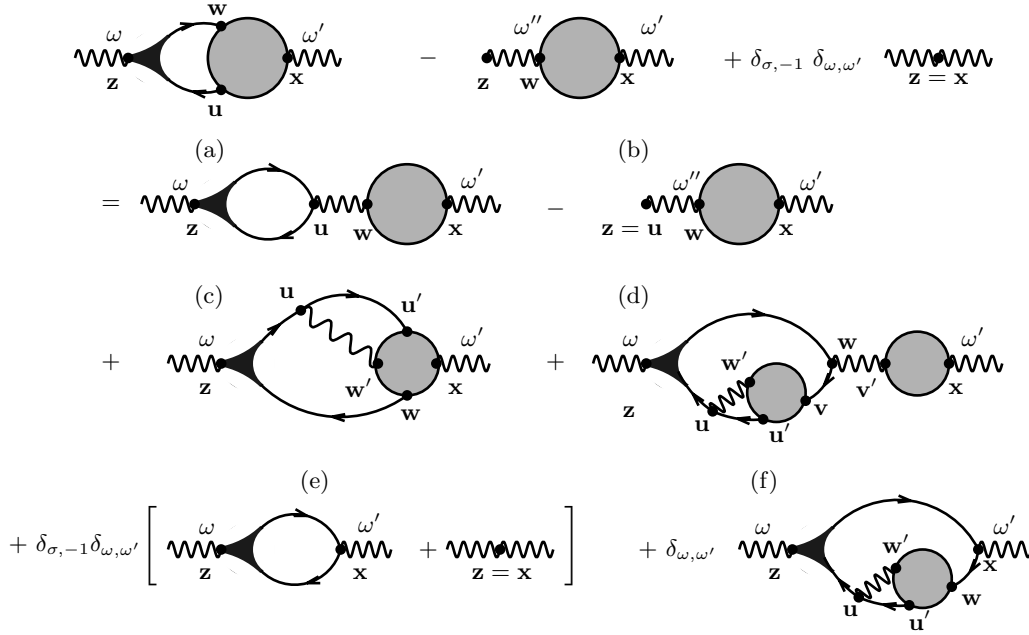 w
ω ω′ ω′′ ω′
− + δσ,−1 δω,ω′
z x z w x z = x
u
(a) (b)
ω ω′ ω′′ ω′
= −
z u w x z = u w x
(c) (d)
u u′
ω ω′ ω w ω′
+ w′ + w′
z x v′ x
w z u v
u′
(e) (f)
ω ω′ ω ω′
+ δσ,−1δω,ω′ [ + ] + δω,ω′ w′
z x z = x z x
u w
u′